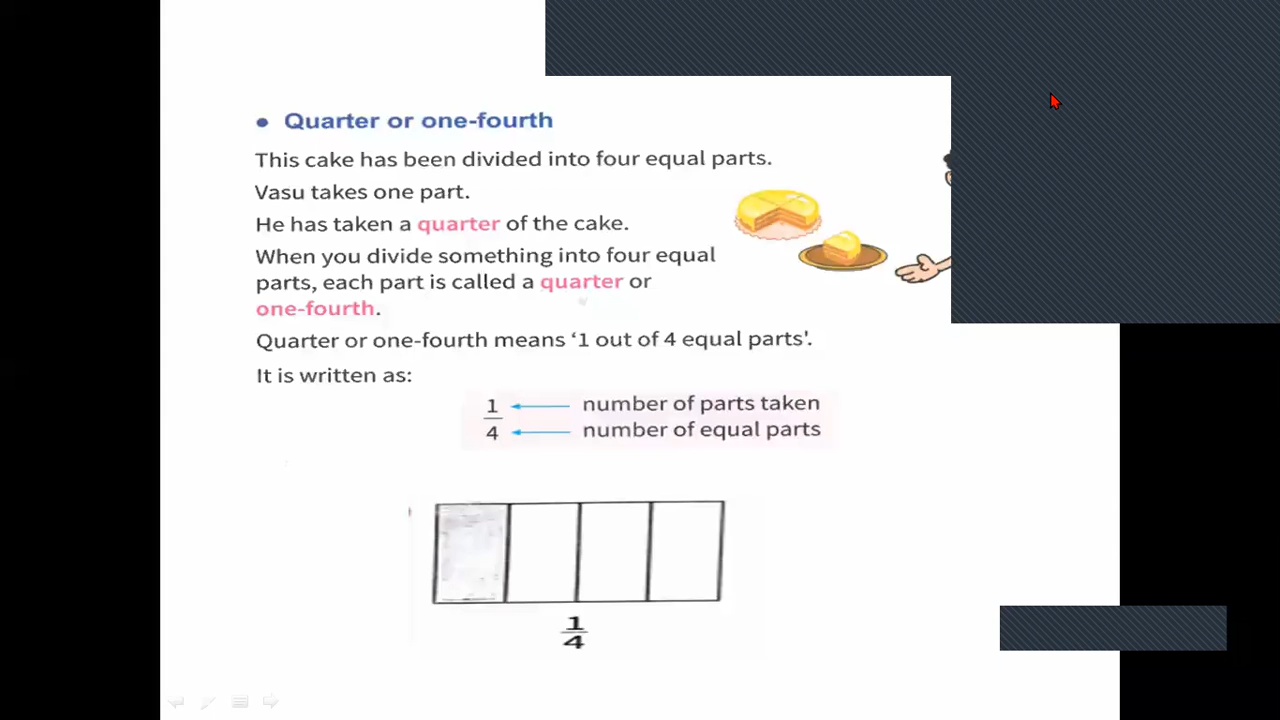 • Quarter or one-fourth
This cake has been divided into four equal parts.
Vasu takes one part.
He has taken a quarter of the cake.
When you divide something into four equal
parts, each part is called a quarter or
one-fourth.
Quarter or one-fourth means ‘1 out of 4 equal parts'.
It is written as:
1 ← number of parts taken
4 ← number of equal parts
1
4